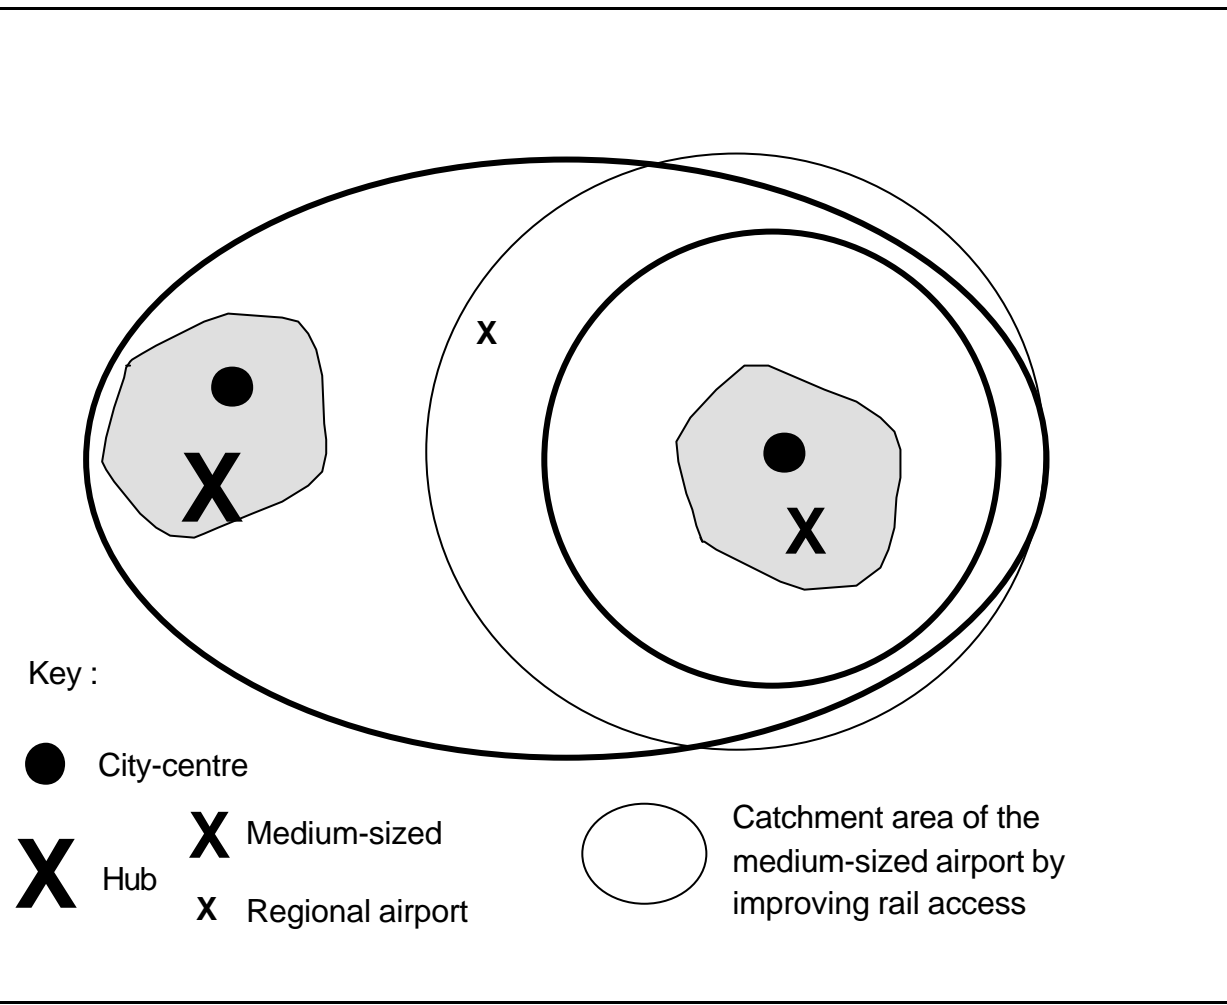 X
X
X
Key :
City-centre
X Medium-sized
X Hub
X Regional airport
Catchment area of the
medium-sized airport by
improving rail access